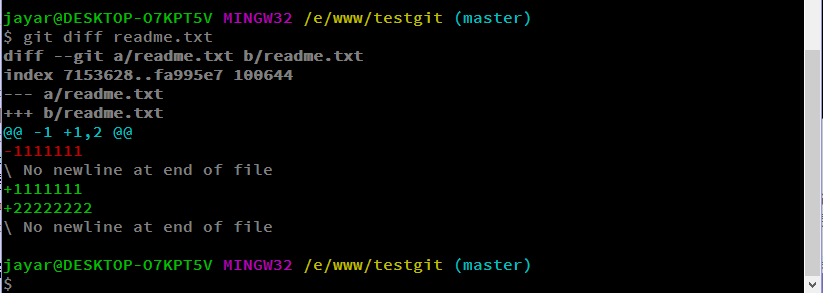 jayar@DESKTOP-O7KPT5V MINGW32 /e/www/testgit (master)
$ git diff readme.txt
diff --git a/readme.txt b/readme.txt
index 7153628..fa995e7 100644
--- a/readme.txt
+++ b/readme.txt
@@ -1 +1,2 @@
-1111111
\ No newline at end of file
+1111111
+22222222
\ No newline at end of file
jayar@DESKTOP-O7KPT5V MINGW32 /e/www/testgit (master)
$